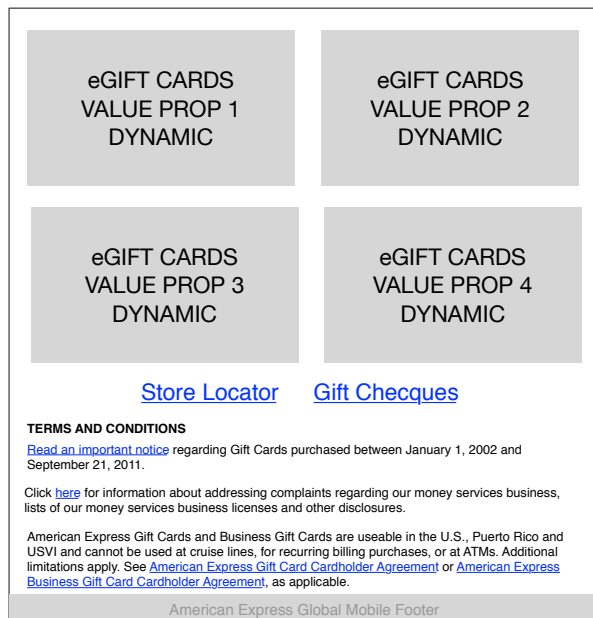 eGIFT CARDS
VALUE PROP 1
DYNAMIC
eGIFT CARDS
VALUE PROP 2
DYNAMIC
eGIFT CARDS
VALUE PROP 3
DYNAMIC
eGIFT CARDS
VALUE PROP 4
DYNAMIC
Store Locator Gift Checques
TERMS AND CONDITIONS
Read an important notice regarding Gift Cards purchased between January 1, 2002 and
September 21, 2011.
Click here for information about addressing complaints regarding our money services business,
lists of our money services business licenses and other disclosures.
American Express Gift Cards and Business Gift Cards are useable in the U.S., Puerto Rico and
USVI and cannot be used at cruise lines, for recurring billing purchases, or at ATMs. Additional
limitations apply. See American Express Gift Card Cardholder Agreement or American Express
Business Gift Card Cardholder Agreement, as applicable.
American Express Global Mobile Footer